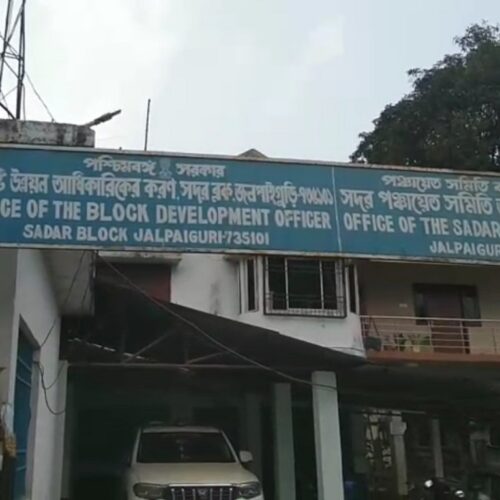 পশ্চিমবঙ্গ সরকার
উন্নয়ন আধিকারিকের করণ, সদর ব্লক, জলপাইগুড়ি-৭৩৫১০১
OFFICE OF THE BLOCK DEVELOPMENT OFFICER
SADAR BLOCK JALPAIGURI-735101
পঞ্চায়েত সমিতি
সদর পঞ্চায়েত সমিতি
OFFICE OF THE SADAR
JALPAIGU